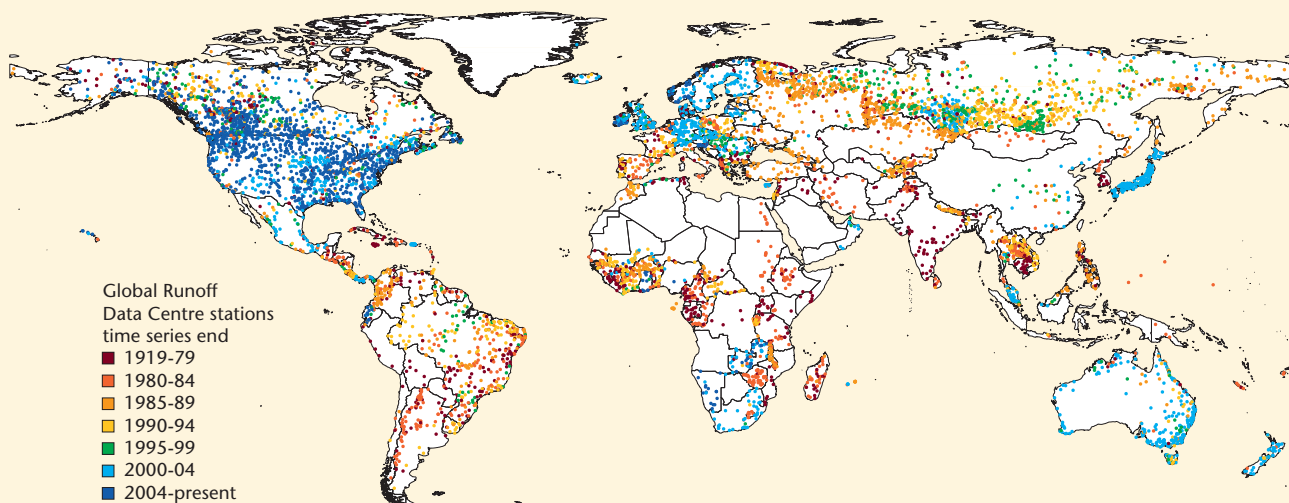 Global Runoff
Data Centre stations
time series end
1919-79
1980-84
1985-89
1990-94
1995-99
2000-04
2004-present